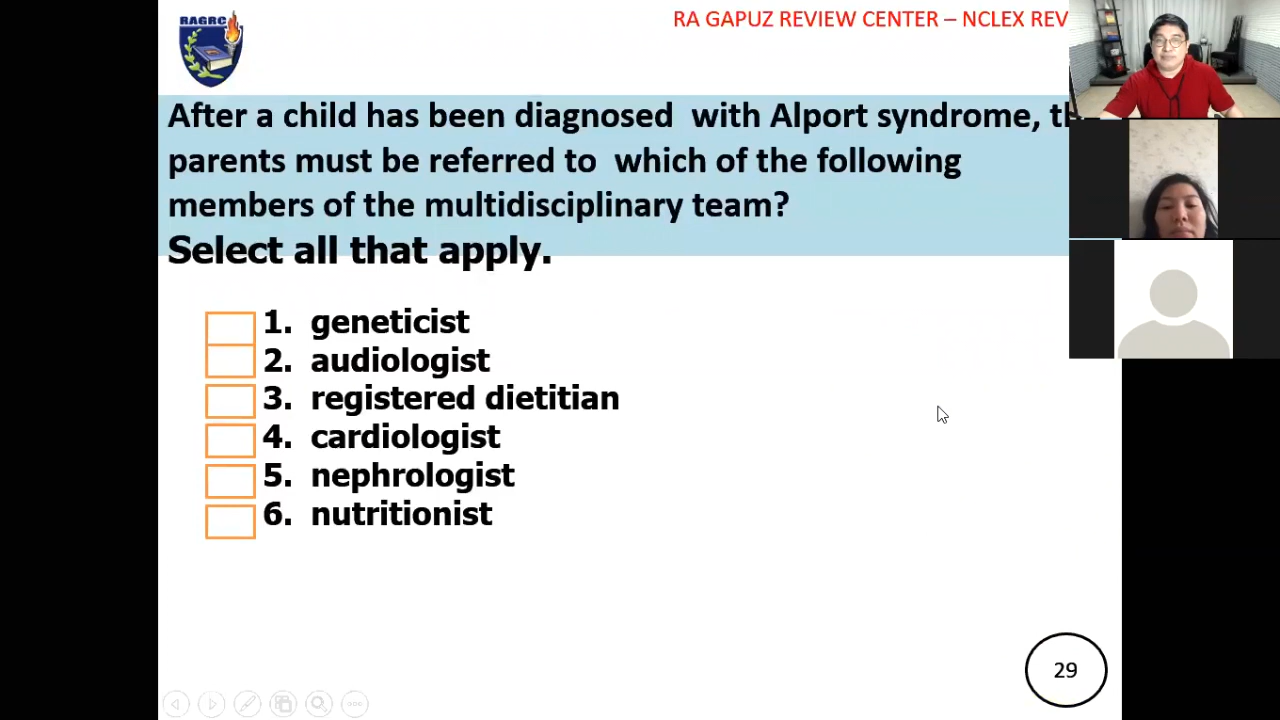 RAGRC
RA GAPUZ REVIEW CENTER – NCLEX REV
After a child has been diagnosed with Alport syndrome,
parents must be referred to which of the following
members of the multidisciplinary team?
Select all that apply.
1. geneticist
2. audiologist
3. registered dietitian
4. cardiologist
5. nephrologist
6. nutritionist
29